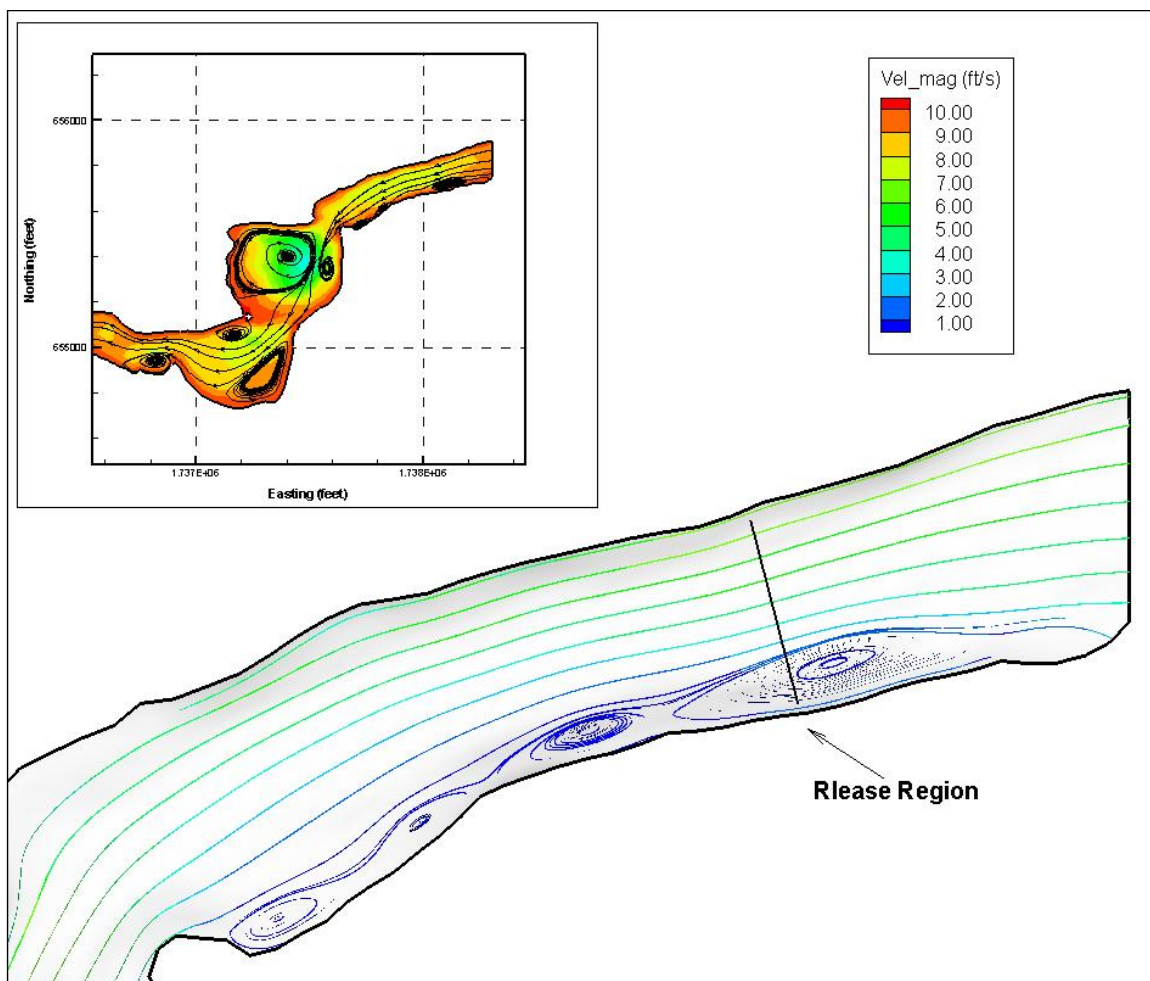 656000
655000
Northing (feet)
1.737E+06
1.738E+06
Easting (feet)
Vel_mag (ft/s)
10.00
9.00
8.00
7.00
6.00
5.00
4.00
3.00
2.00
1.00
Rlease Region